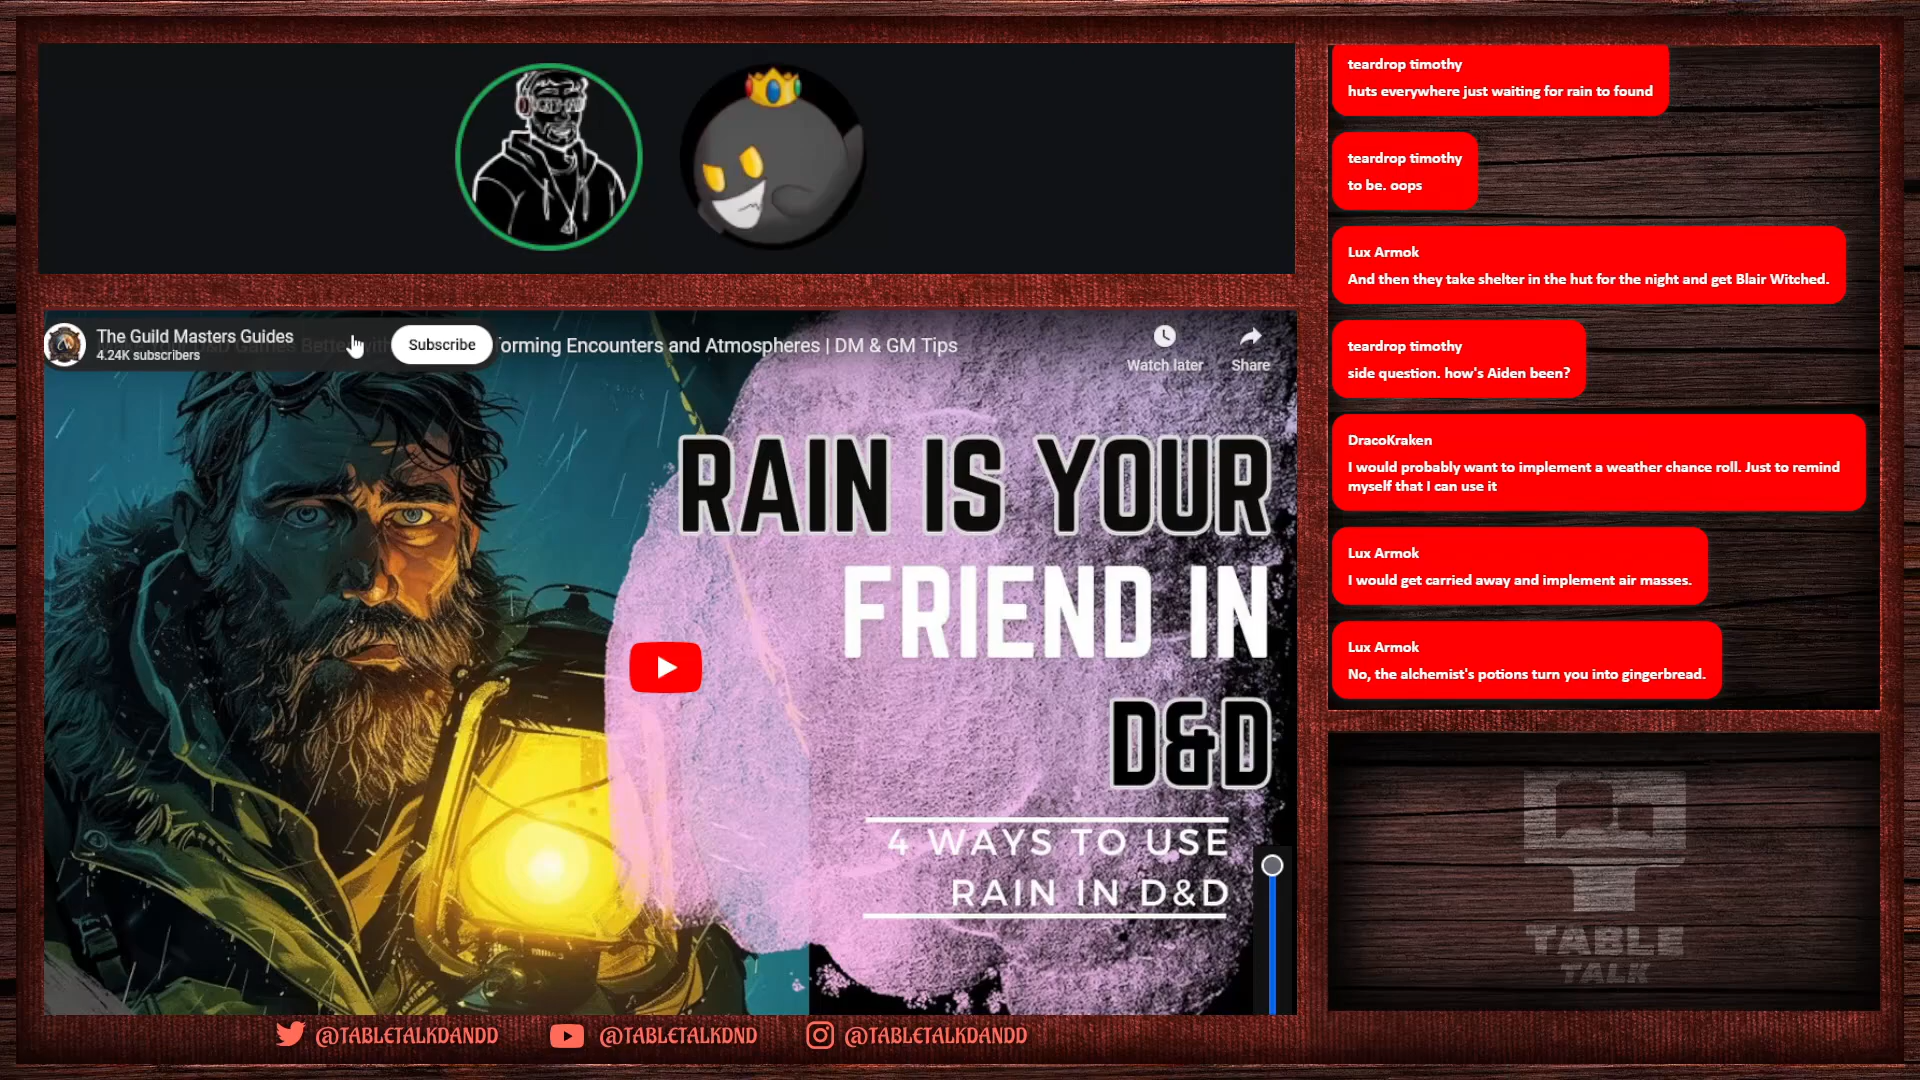 The Guild Masters Guides
4.24K subscribers
Subscribe
orming Encounters and Atmospheres | DM & GM Tips
Watch later
Share
RAIN IS YOUR
FRIEND IN
D&D
4 WAYS TO USE
RAIN IN D&D
@TABLETALKDANDD
@TABLETALKDND
@TABLETALKDANDD
teardrop timothy
huts everywhere just waiting for rain to found
teardrop timothy
to be. oops
Lux Armok
And then they take shelter in the hut for the night and get Blair Witched.
teardrop timothy
side question. how's Aiden been?
DracoKraken
I would probably want to implement a weather chance roll. Just to remind
myself that I can use it
Lux Armok
I would get carried away and implement air masses.
Lux Armok
No, the alchemist's potions turn you into gingerbread.
TABLE
TALK